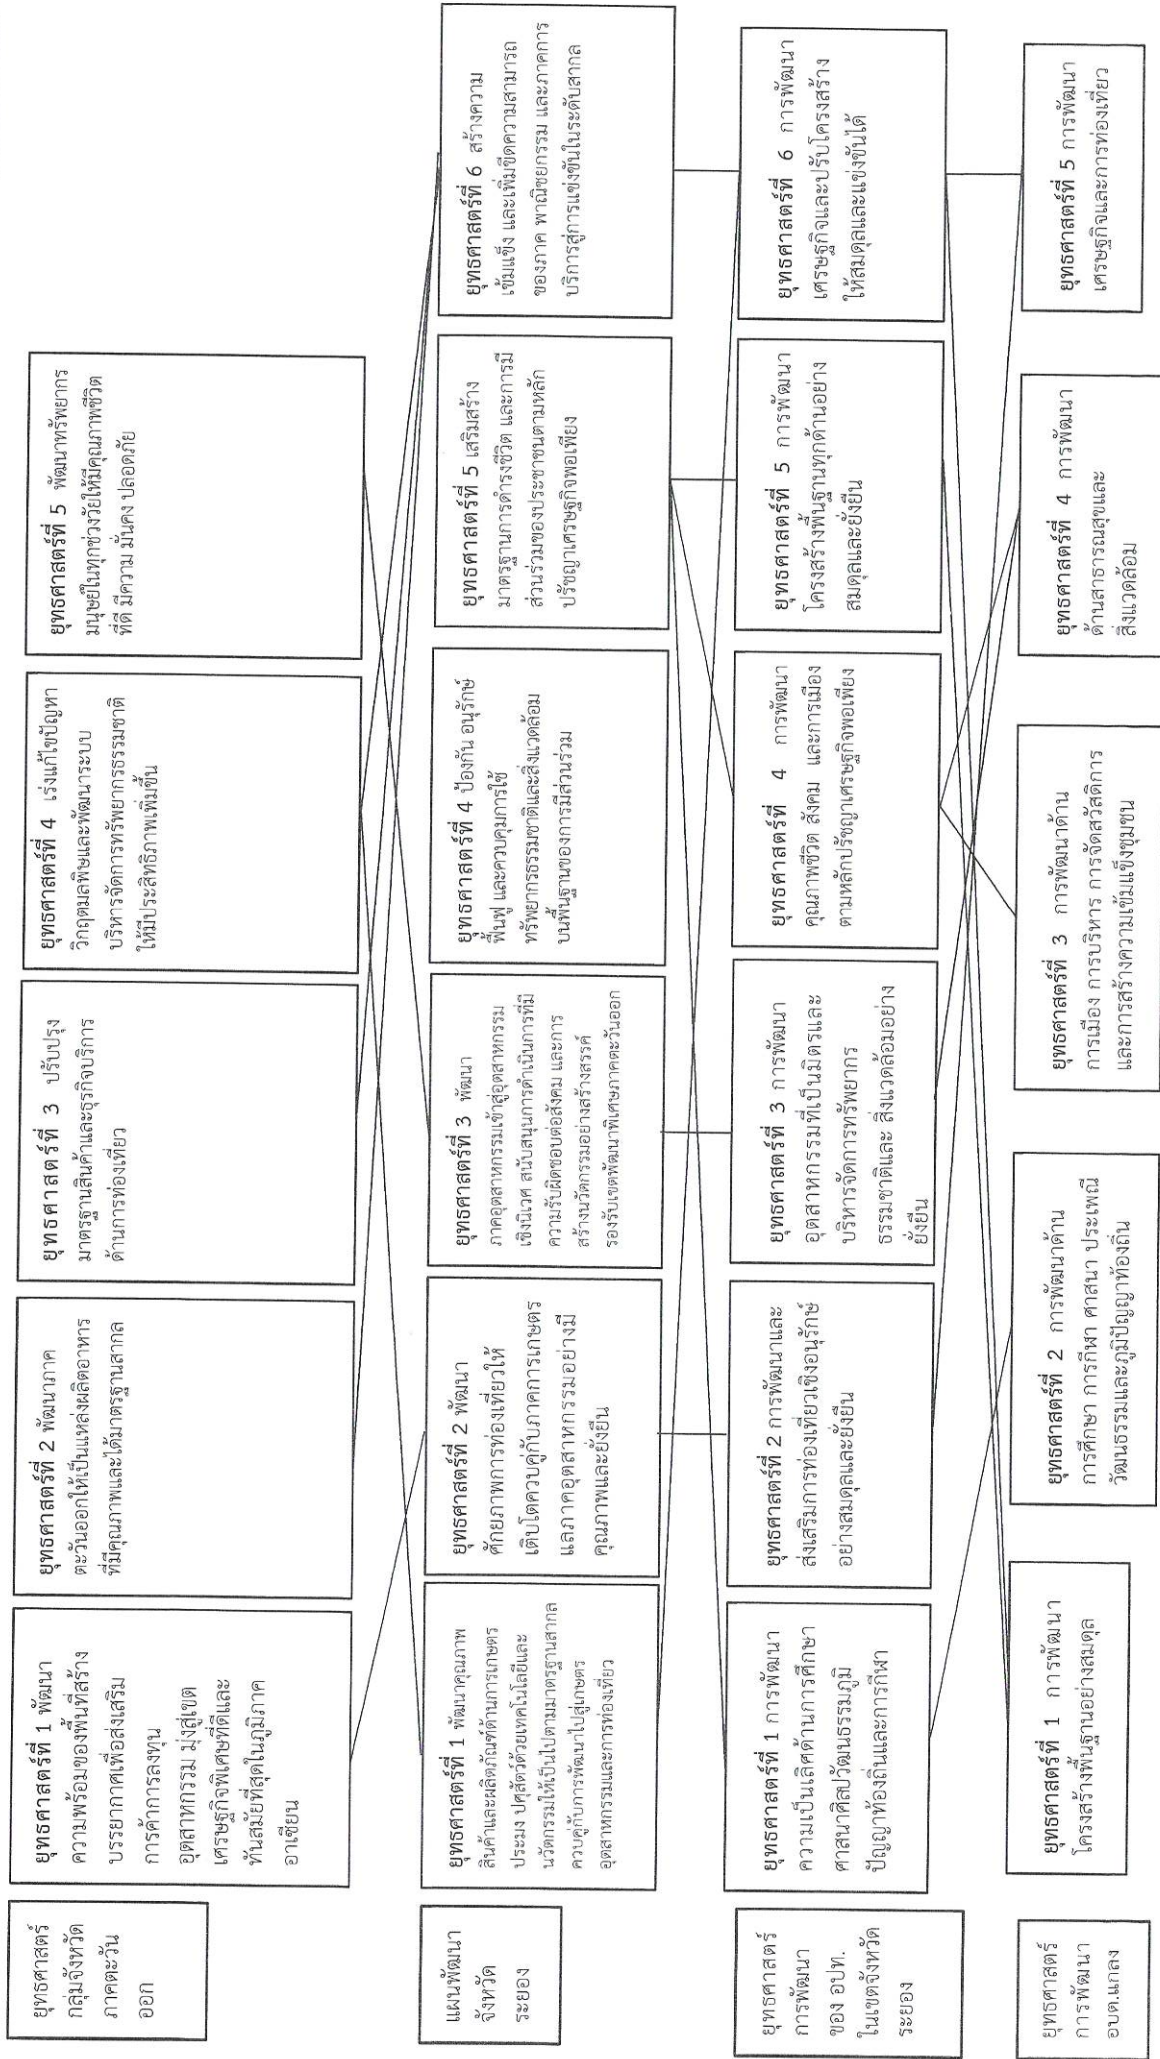 ยุทธศาสตร์
กลุ่มจังหวัด
ภาคตะวัน
ออก
ยุทธศาสตร์ที่ 1 พัฒนา
ความพร้อมของพื้นที่สร้าง
บรรยากาศเพื่อส่งเสริม
การค้าการลงทุน
อุตสาหกรรม มุ่งสู่เขต
เศรษฐกิจพิเศษที่ดีและ
ทันสมัยที่สุดในภูมิภาค
อาเซียน
ยุทธศาสตร์ที่ 2 พัฒนาภาค
ตะวันออกให้เป็นแหล่งผลิตอาหาร
ที่มีคุณภาพและได้มาตรฐานสากล
ยุทธศาสตร์ที่ 3 ปรับปรุง
มาตรฐานสินค้าและธุรกิจบริการ
ด้านการท่องเที่ยว
ยุทธศาสตร์ที่ 4 เร่งแก้ไขปัญหา
วิกฤตมลพิษและพัฒนาระบบ
บริหารจัดการทรัพยากรธรรมชาติ
ให้มีประสิทธิภาพเพิ่มขึ้น
ยุทธศาสตร์ที่ 5 พัฒนาทรัพยากร
มนุษย์ในทุกช่วงวัยให้มีคุณภาพชีวิต
ที่ดี มีความ มั่นคง ปลอดภัย
แผนพัฒนา
จังหวัด
ระยอง
ยุทธศาสตร์ที่ 1 พัฒนาคุณภาพ
สินค้าและผลิตภัณฑ์ด้านการเกษตร
ประมง ปศุสัตว์ด้วยเทคโนโลยีและ
นวัตกรรมให้เป็นไปตามมาตรฐานสากล
ควบคู่กับการพัฒนาไปสู่เกษตร
อุตสาหกรรมและการท่องเที่ยว
ยุทธศาสตร์ที่ 2 พัฒนา
ศักยภาพการท่องเที่ยวให้
เติบโตควบคู่กับภาคการเกษตร
แลภาคอุตสาหกรรมอย่างมี
คุณภาพและยั่งยืน
ยุทธศาสตร์ที่ 3 พัฒนา
ภาคอุตสาหกรรมเข้าสู่อุตสาหกรรม
เชิงนิเวศ สนับสนุนการดำเนินการที่มี
ความรับผิดชอบต่อสังคม และการ
สร้างนวัตกรรมอย่างสร้างสรรค์
รองรับเขตพัฒนาพิเศษภาคตะวันออก
ยุทธศาสตร์ที่ 4 ป้องกัน อนุรักษ์
ฟื้นฟู และควบคุมการใช้
ทรัพยากรธรรมชาติและสิ่งแวดล้อม
บนพื้นฐานของการมีส่วนร่วม
ยุทธศาสตร์ที่ 5 เสริมสร้าง
มาตรฐานการดำรงชีวิต และการมี
ส่วนร่วมของประชาชนตามหลัก
ปรัชญาเศรษฐกิจพอเพียง
ยุทธศาสตร์ที่ 6 สร้างความ
เข้มแข็ง และเพิ่มขีดความสามารถ
ของภาค พาณิชยกรรม และภาคการ
บริการสู่การแข่งขันในระดับสากล
ยุทธศาสตร์
การพัฒนา
ของ อปท.
ในเขตจังหวัด
ระยอง
ยุทธศาสตร์ที่ 1 การพัฒนา
ความเป็นเลิศด้านการศึกษา
ศาสนาศิลปวัฒนธรรมภูมิ
ปัญญาท้องถิ่นและการกีฬา
ยุทธศาสตร์ที่ 2 การพัฒนาและ
ส่งเสริมการท่องเที่ยวเชิงอนุรักษ์
อย่างสมดุลและยั่งยืน
ยุทธศาสตร์ที่ 3 การพัฒนา
อุตสาหกรรมที่เป็นมิตรและ
บริหารจัดการทรัพยากร
ธรรมชาติและ สิ่งแวดล้อมอย่าง
ยั่งยืน
ยุทธศาสตร์ที่ 4 การพัฒนา
คุณภาพชีวิต สังคม และการเมือง
ตามหลักปรัชญาเศรษฐกิจพอเพียง
ยุทธศาสตร์ที่ 5 การพัฒนา
โครงสร้างพื้นฐานทุกด้านอย่าง
สมดุลและยั่งยืน
ยุทธศาสตร์ที่ 6 การพัฒนา
เศรษฐกิจและปรับโครงสร้าง
ให้สมดุลและแข่งขันได้
ยุทธศาสตร์
การพัฒนา
อบต.แกลง
ยุทธศาสตร์ที่ 1 การพัฒนา
โครงสร้างพื้นฐานอย่างสมดุล
ยุทธศาสตร์ที่ 2 การพัฒนาด้าน
การศึกษา การกีฬา ศาสนา ประเพณี
วัฒนธรรมและภูมิปัญญาท้องถิ่น
ยุทธศาสตร์ที่ 3 การพัฒนาด้าน
การเมือง การบริหาร การจัดสวัสดิการ
และการสร้างความเข้มแข็งชุมชน
ยุทธศาสตร์ที่ 4 การพัฒนา
ด้านสาธารณสุขและ
สิ่งแวดล้อม
ยุทธศาสตร์ที่ 5 การพัฒนา
เศรษฐกิจและการท่องเที่ยว